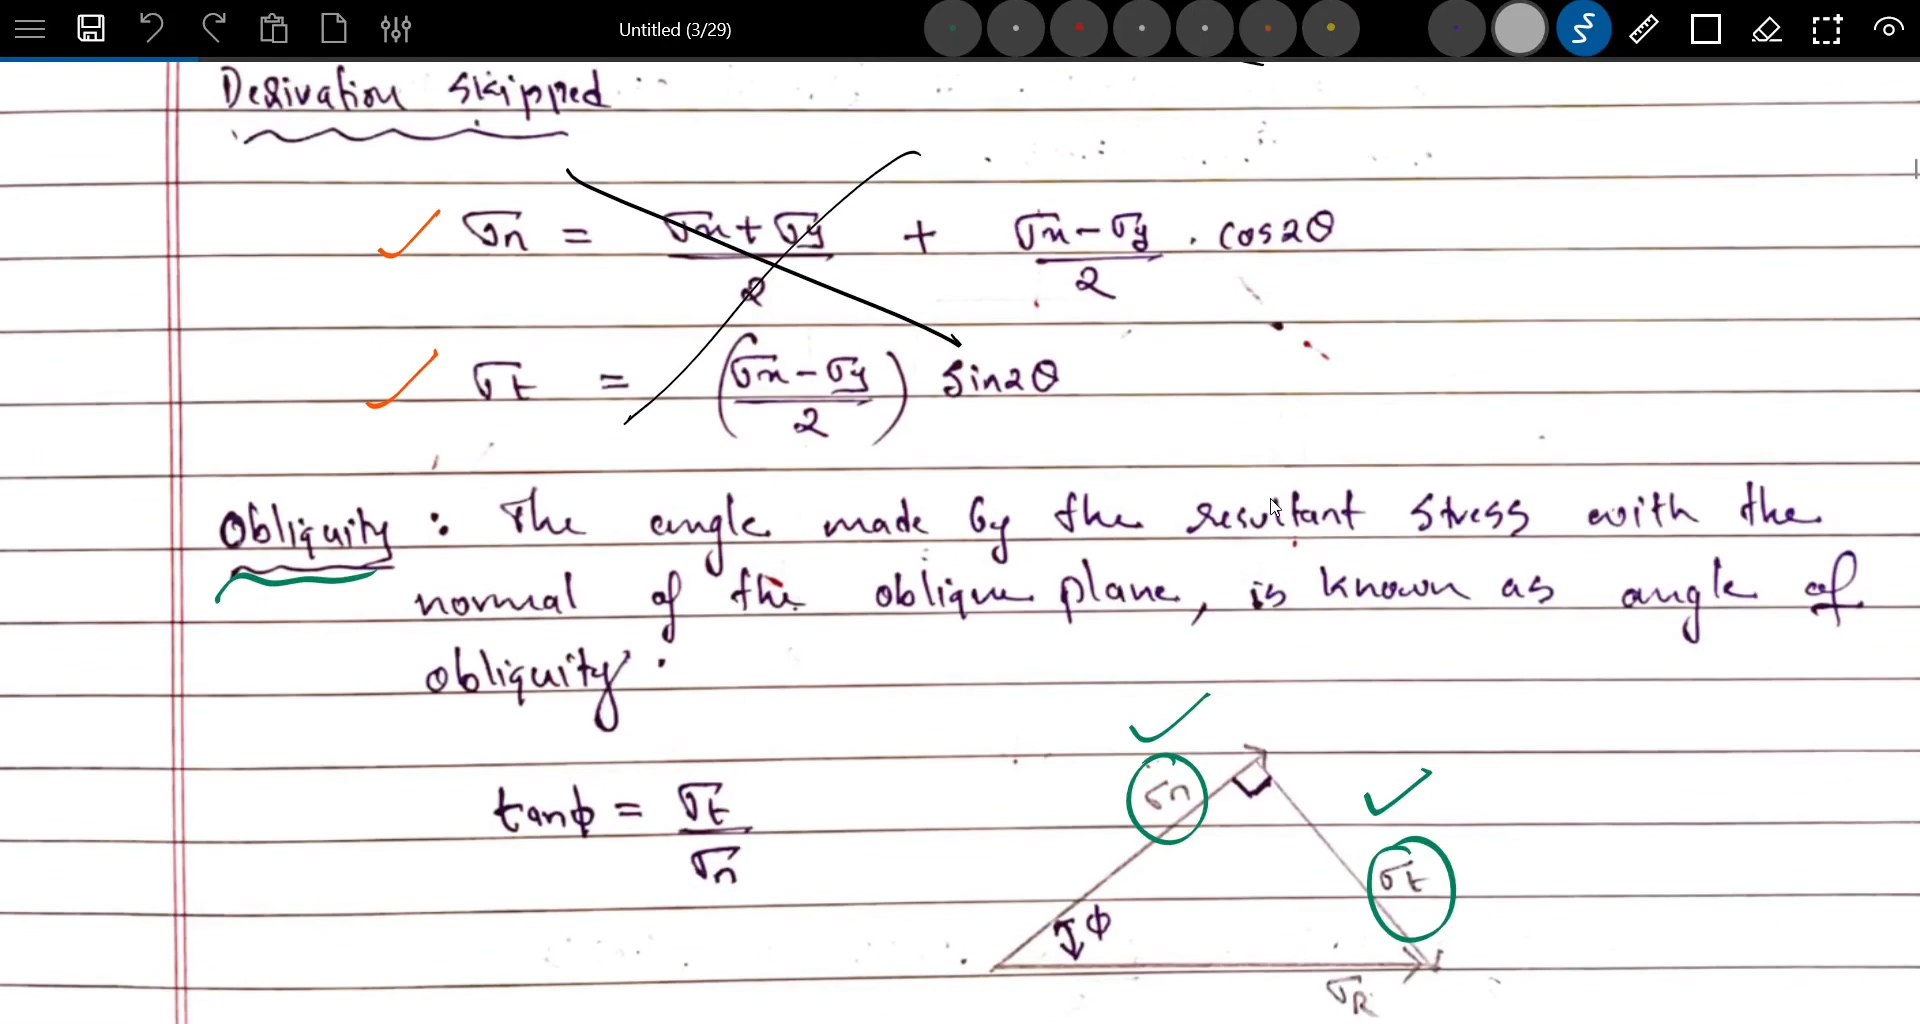 Untitled (3/29)
Derivation skipped
σn = σx + σy / 2 + σx - σy / 2 . cos2θ
σt = (σx - σy / 2) sin2θ
Obliquity : The angle made by the resultant stress with the
normal of the oblique plane, is known as angle of
obliquity.
tanϕ = σt / σn
σn
σt
ϕ
σR